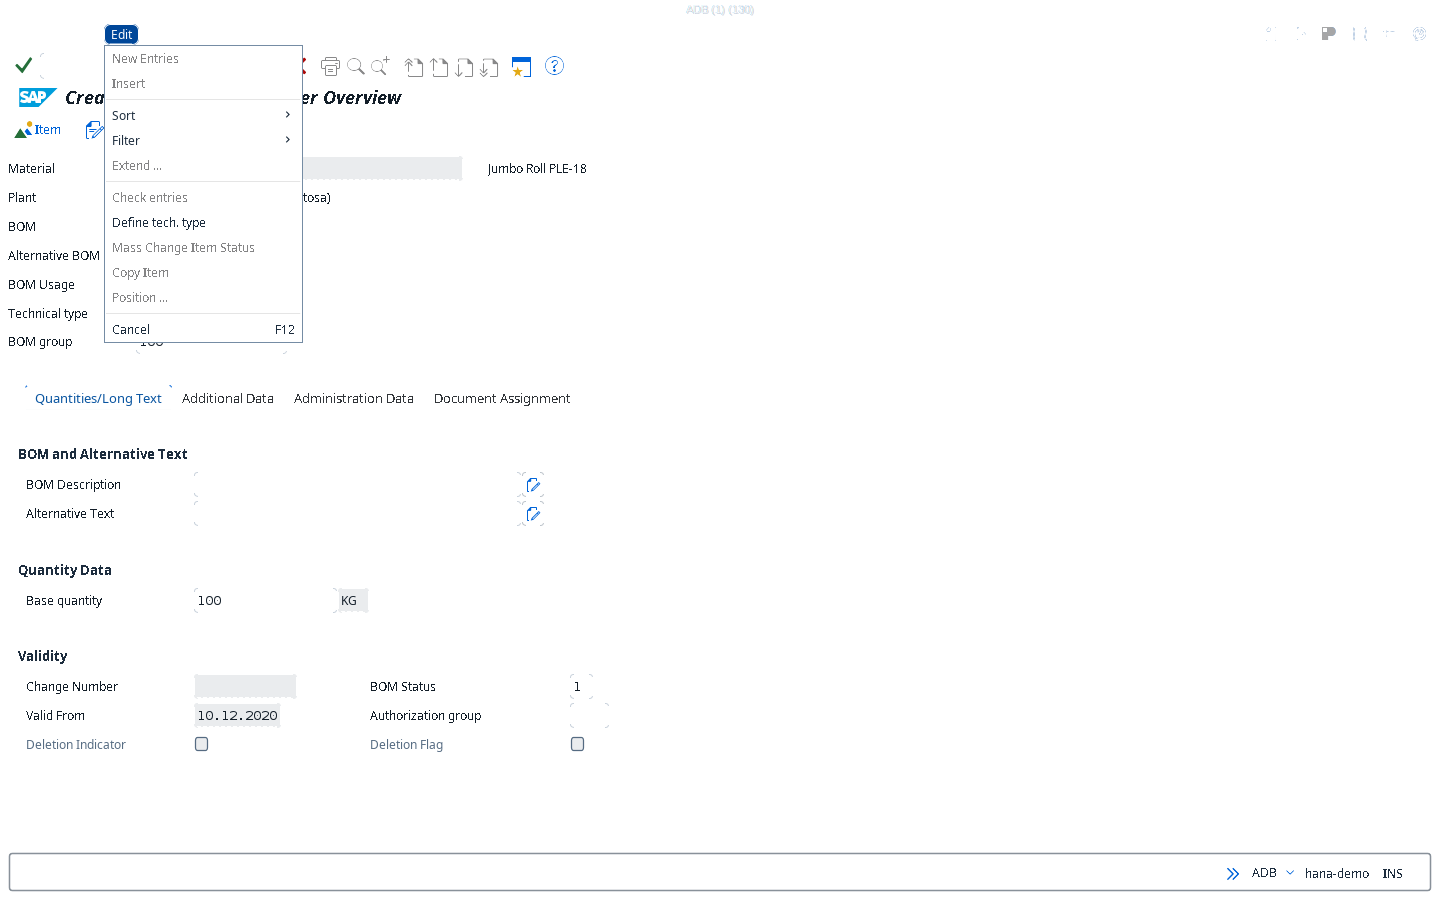 ADB (1) (130)
Edit
New Entries
Insert
Sort
Filter
Extend ...
Check entries
Define tech. type
Mass Change Item Status
Copy Item
Position ...
Cancel F12
SAP Crea er Overview
Item
Material Jumbo Roll PLE-18
Plant tosa)
BOM
Alternative BOM
BOM Usage
Technical type
BOM group 100
Quantities/Long Text Additional Data Administration Data Document Assignment
BOM and Alternative Text
BOM Description
Alternative Text
Quantity Data
Base quantity 100 KG
Validity
Change Number BOM Status 1
Valid From 10.12.2020 Authorization group
Deletion Indicator Deletion Flag
ADB hana-demo INS